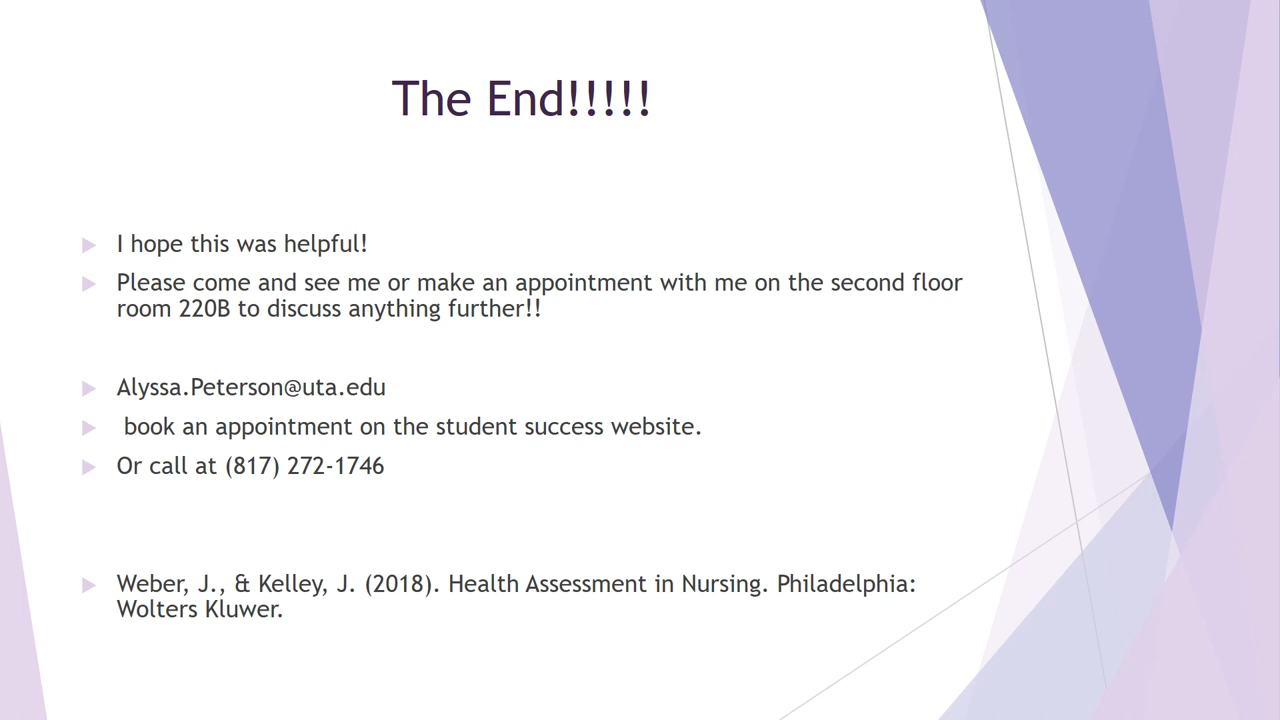 The End!!!!!
I hope this was helpful!
Please come and see me or make an appointment with me on the second floor
room 220B to discuss anything further!!
Alyssa.Peterson@uta.edu
book an appointment on the student success website.
Or call at (817) 272-1746
Weber, J., & Kelley, J. (2018). Health Assessment in Nursing. Philadelphia:
Wolters Kluwer.